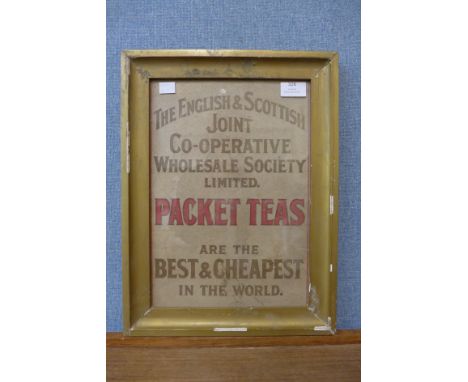 THE ENGLISH & SCOTTISH
JOINT
CO-OPERATIVE
WHOLESALE SOCIETY
LIMITED.
PACKET TEAS
ARE THE
BEST & CHEAPEST
IN THE WORLD.